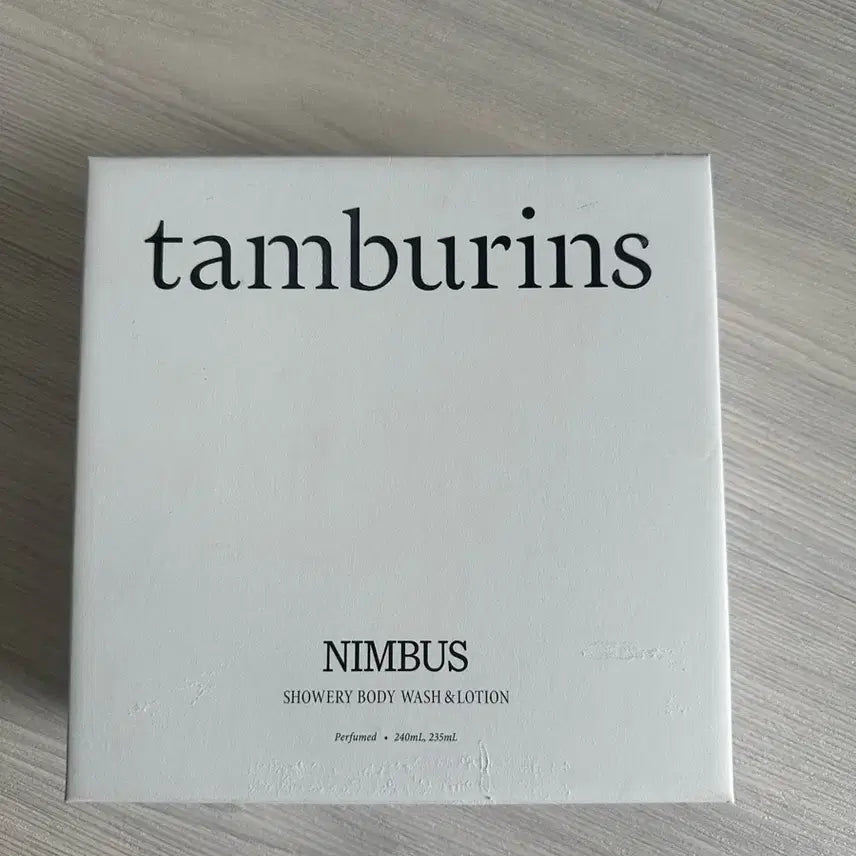 tamburins
NIMBUS
SHOWERY BODY WASH & LOTION
Perfumed • 240mL, 235mL